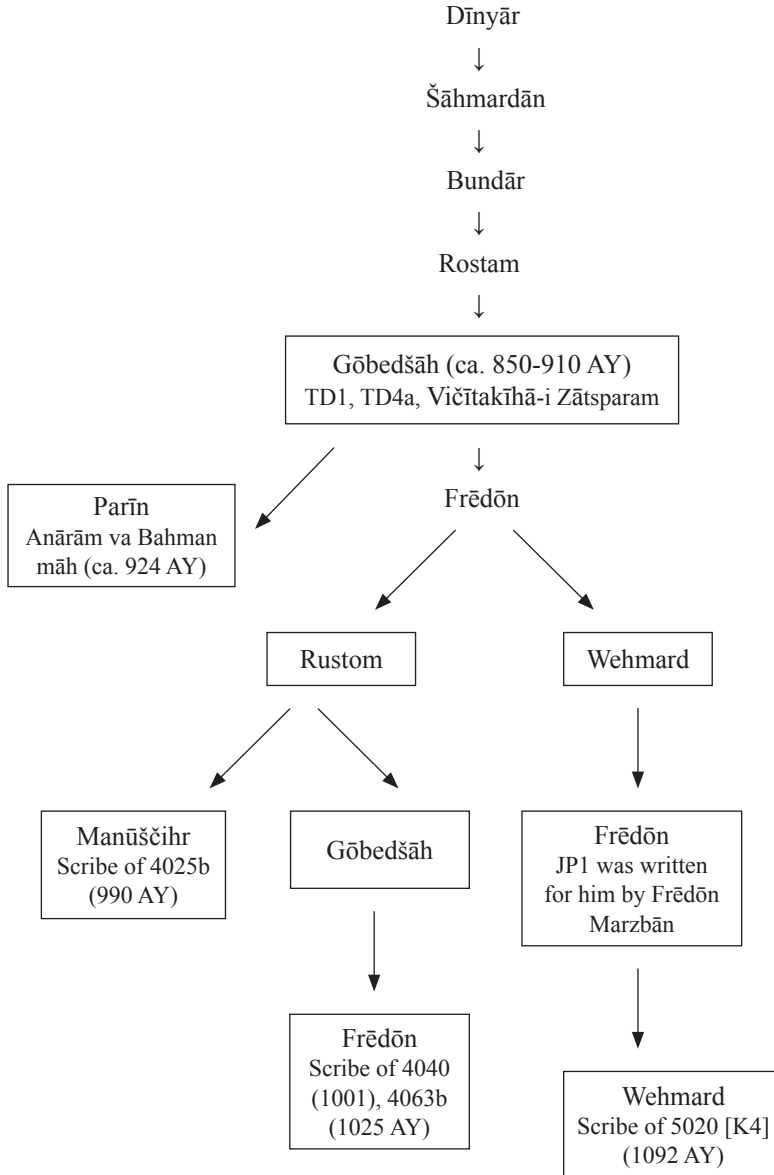 Dīnyār
↓
Šāhmardān
↓
Bundār
↓
Rostam
↓
Gōbedšāh (ca. 850-910 AY)
TD1, TD4a, Vičītakīhā-i Zātsparam
↓
Parīn
Anārām va Bahman
māh (ca. 924 AY)
Frēdōn
Rustom
Wehmard
Manūščihr
Scribe of 4025b
(990 AY)
Gōbedšāh
Frēdōn
JP1 was written
for him by Frēdōn
Marzbān
Frēdōn
Scribe of 4040
(1001), 4063b
(1025 AY)
Wehmard
Scribe of 5020 [K4]
(1092 AY)